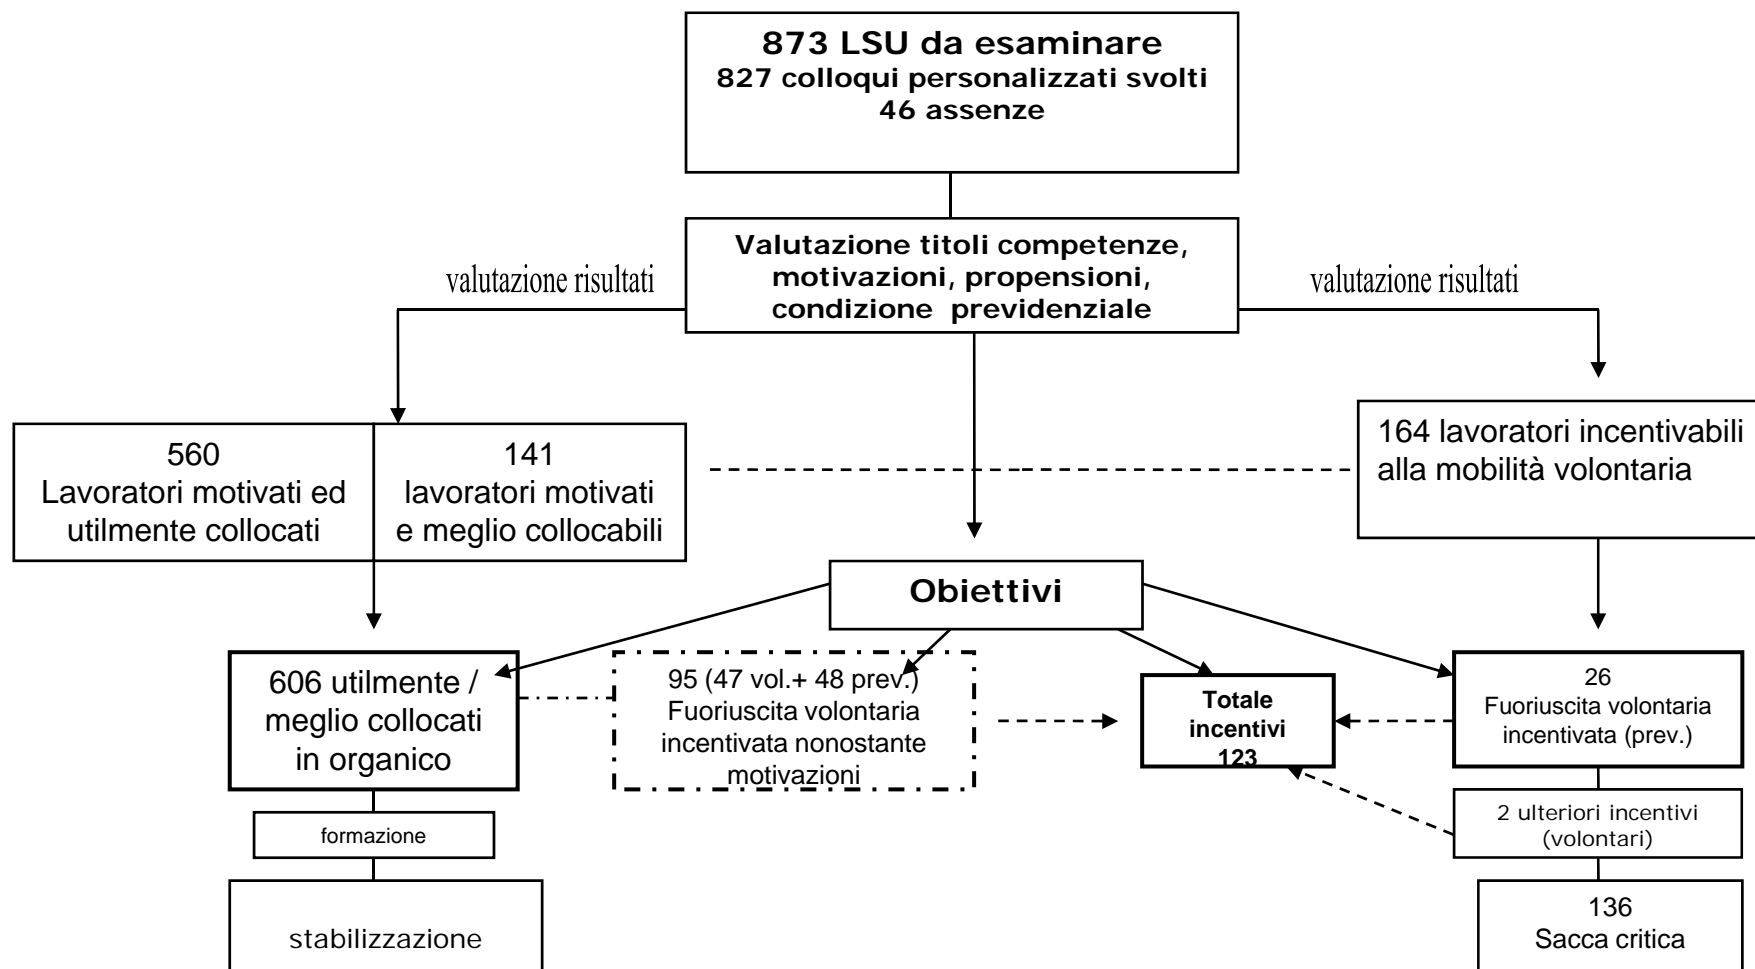 873 LSU da esaminare
827 colloqui personalizzati svolti
46 assenze
Valutazione titoli competenze,
motivazioni, propensioni,
condizione previdenziale
valutazione risultati
valutazione risultati
560
Lavoratori motivati ed
utilmente collocati
141
lavoratori motivati
e meglio collocabili
164 lavoratori incentivabili
alla mobilità volontaria
Obiettivi
606 utilmente /
meglio collocati
in organico
95 (47 vol.+ 48 prev.)
Fuoriuscita volontaria
incentivata nonostante
motivazioni
Totale
incentivi
123
26
Fuoriuscita volontaria
incentivata (prev.)
formazione
2 ulteriori incentivi
(volontari)
stabilizzazione
136
Sacca critica